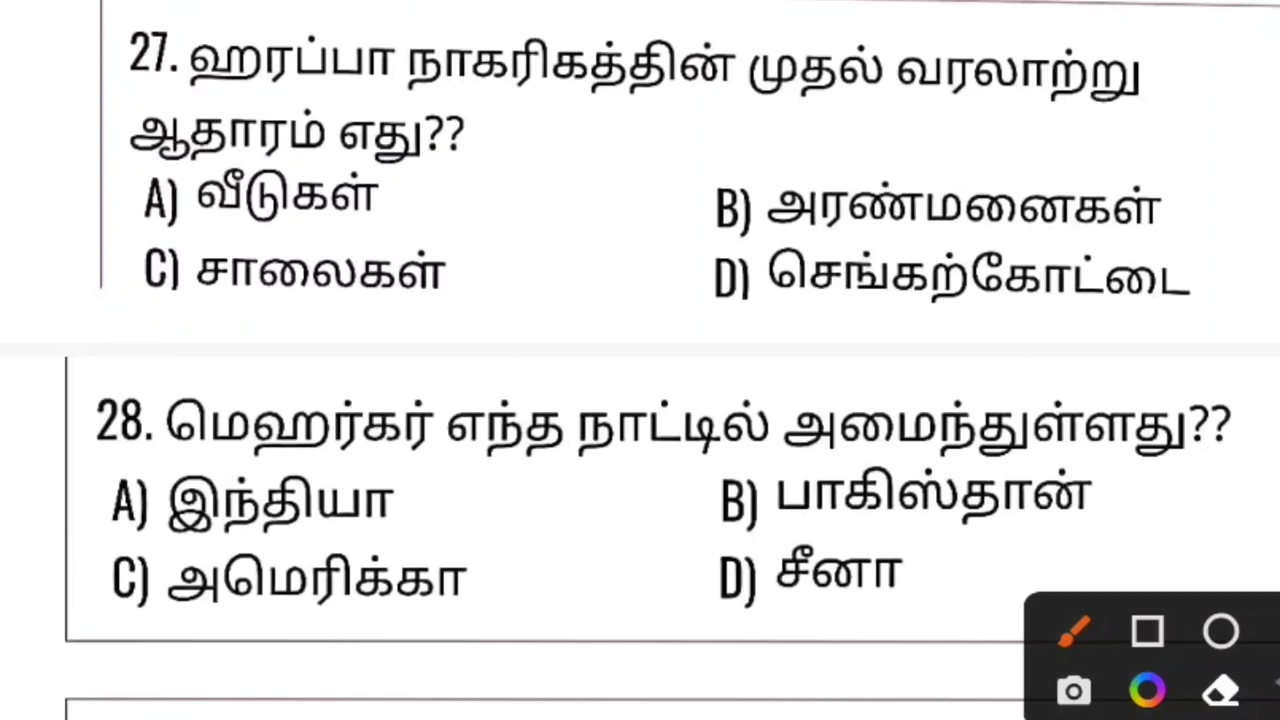 27. ஹரப்பா நாகரிகத்தின் முதல் வரலாற்று
ஆதாரம் எது??
A) வீடுகள்
B) அரண்மனைகள்
C) சாலைகள்
D) செங்கற்கோட்டை
28. மெஹர்கர் எந்த நாட்டில் அமைந்துள்ளது??
A) இந்தியா
B) பாகிஸ்தான்
C) அமெரிக்கா
D) சீனா